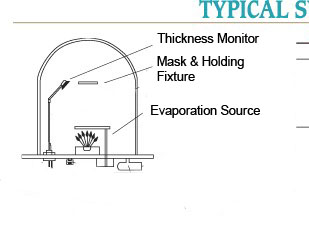 TYPICAL S
Thickness Monitor
Mask & Holding
Fixture
Evaporation Source